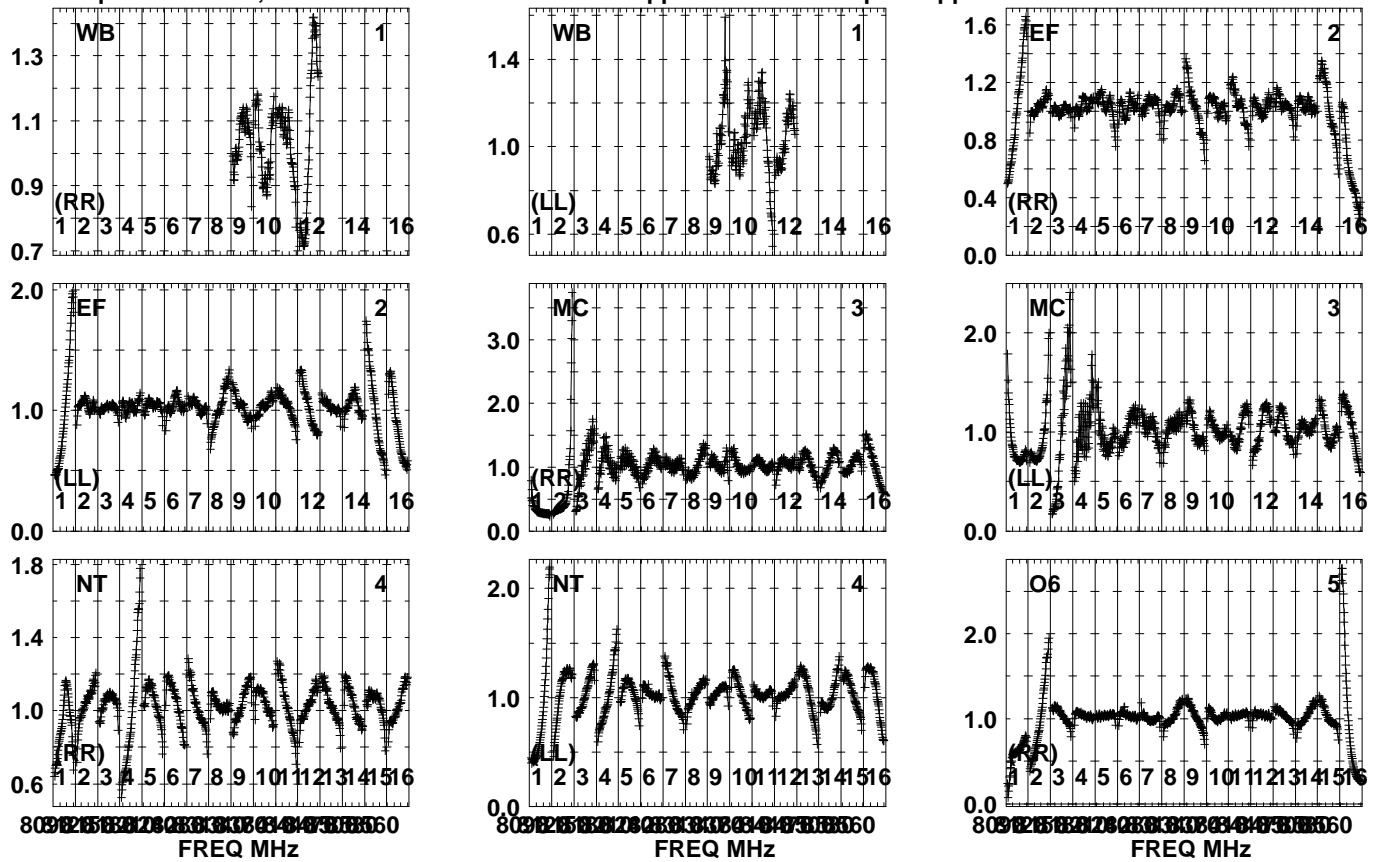 WB 1
1.3
1.1
0.9
0.7
(RR)
1 2 3 4 5 6 7 8 9 10 12 14 16
WB 1
1.4
1.0
0.6
(LL)
1 2 3 4 5 6 7 8 9 10 12 14 16
EF 2
1.6
1.2
0.8
0.4
0.0
(RR)
1 2 3 4 5 6 7 8 9 10 12 14 16
EF 2
2.0
1.0
0.0
(LL)
1 2 3 4 5 6 7 8 9 10 12 14 16
MC 3
3.0
2.0
1.0
0.0
(RR)
1 2 3 4 5 6 7 8 9 10 12 14 16
MC 3
2.0
1.0
0.0
(LL)
1 2 3 4 5 6 7 8 9 10 12 14 16
NT 4
1.8
1.4
1.0
0.6
(RR)
1 2 3 4 5 6 7 8 9 10 11 12 13 14 15 16
FREQ MHz
NT 4
2.0
1.0
0.0
(LL)
1 2 3 4 5 6 7 8 9 10 11 12 13 14 15 16
FREQ MHz
O6 5
2.0
1.0
0.0
(RR)
1 2 3 4 5 6 7 8 9 10 11 12 13 14 15 16
FREQ MHz